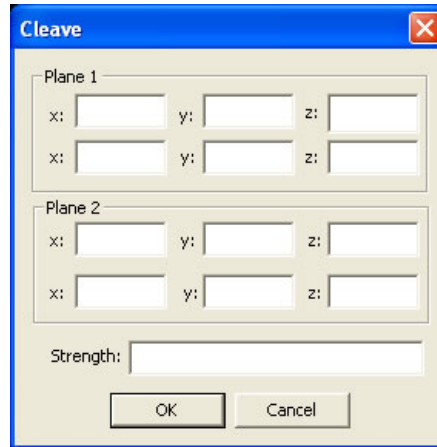 Cleave
Plane 1
x: y: z:
x: y: z:
Plane 2
x: y: z:
x: y: z:
Strength:
OK Cancel